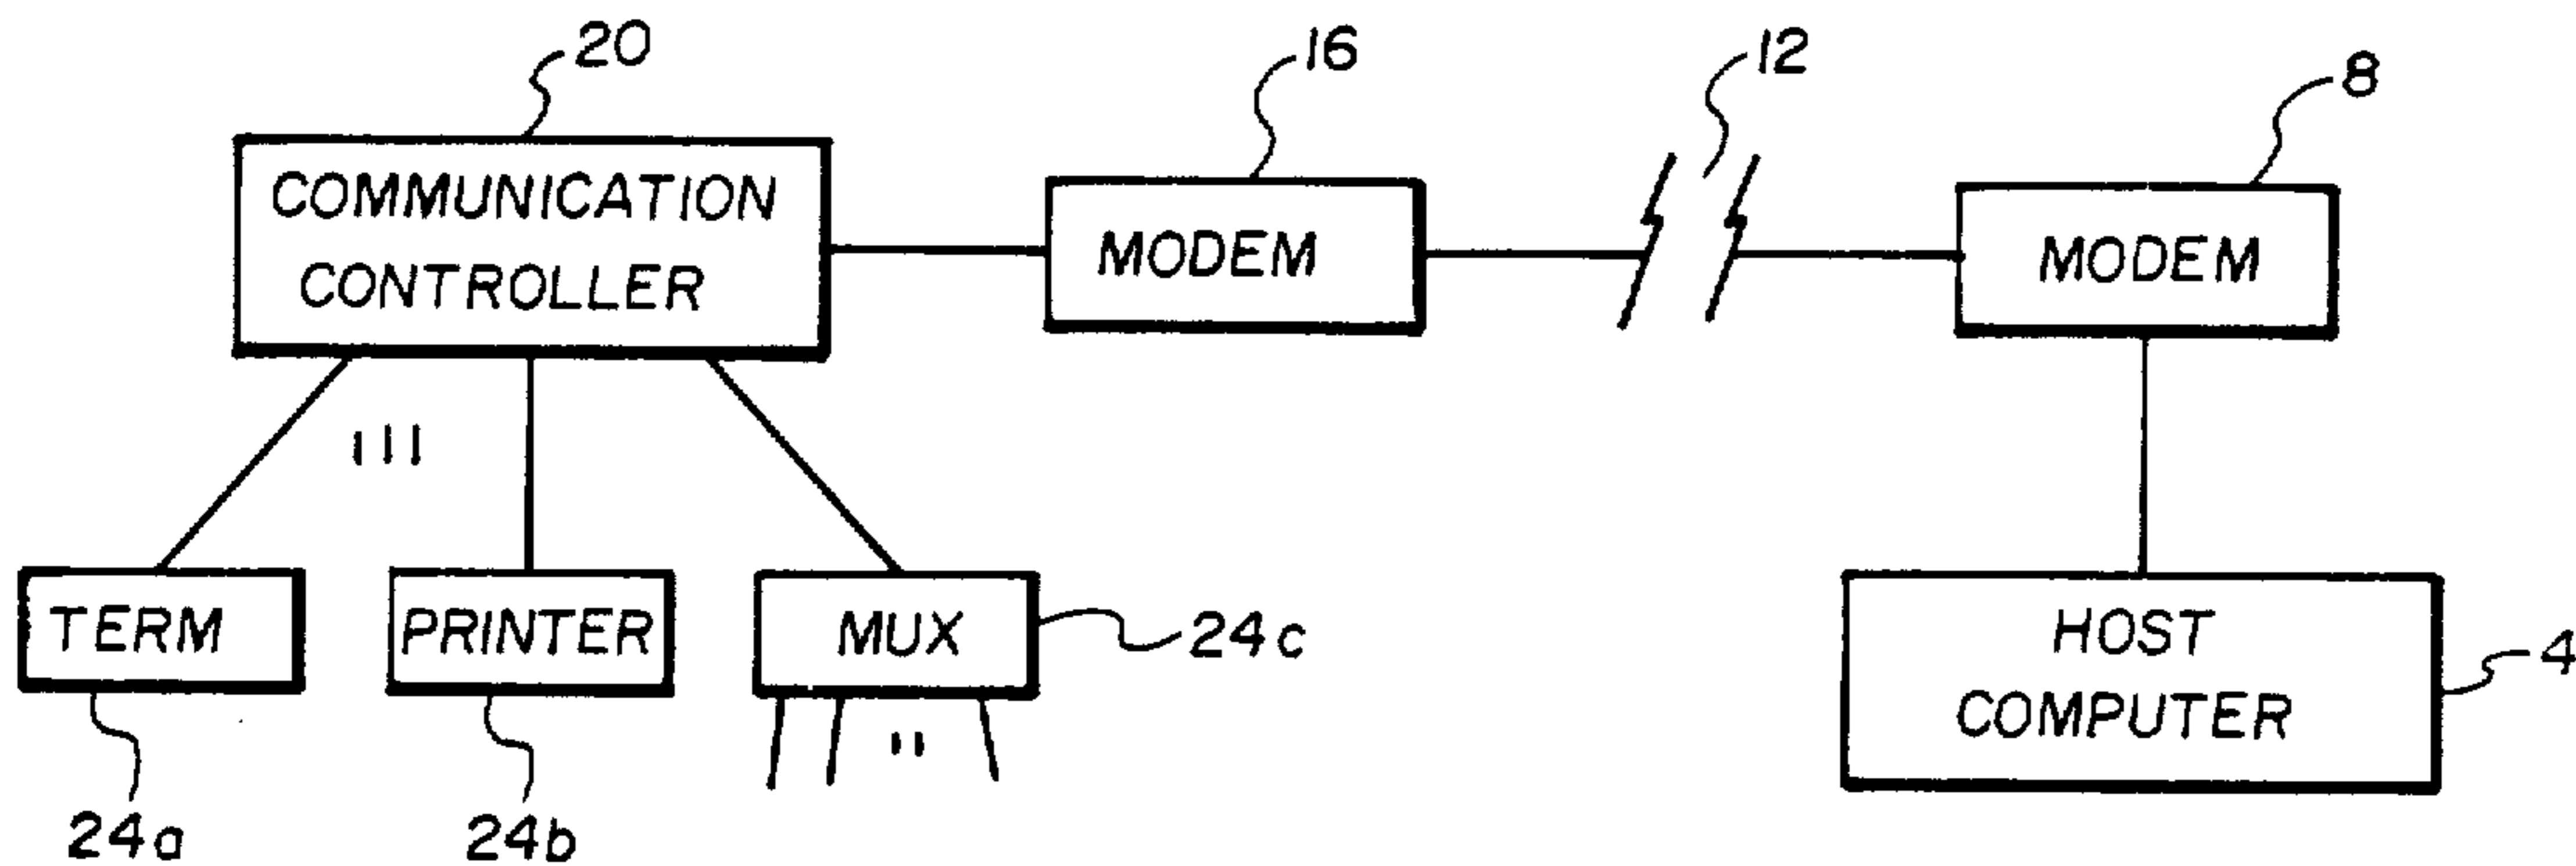 20
16
12
8
COMMUNICATION
CONTROLLER
MODEM
MODEM
TERM
PRINTER
MUX
24c
HOST
COMPUTER
4
24a
24b